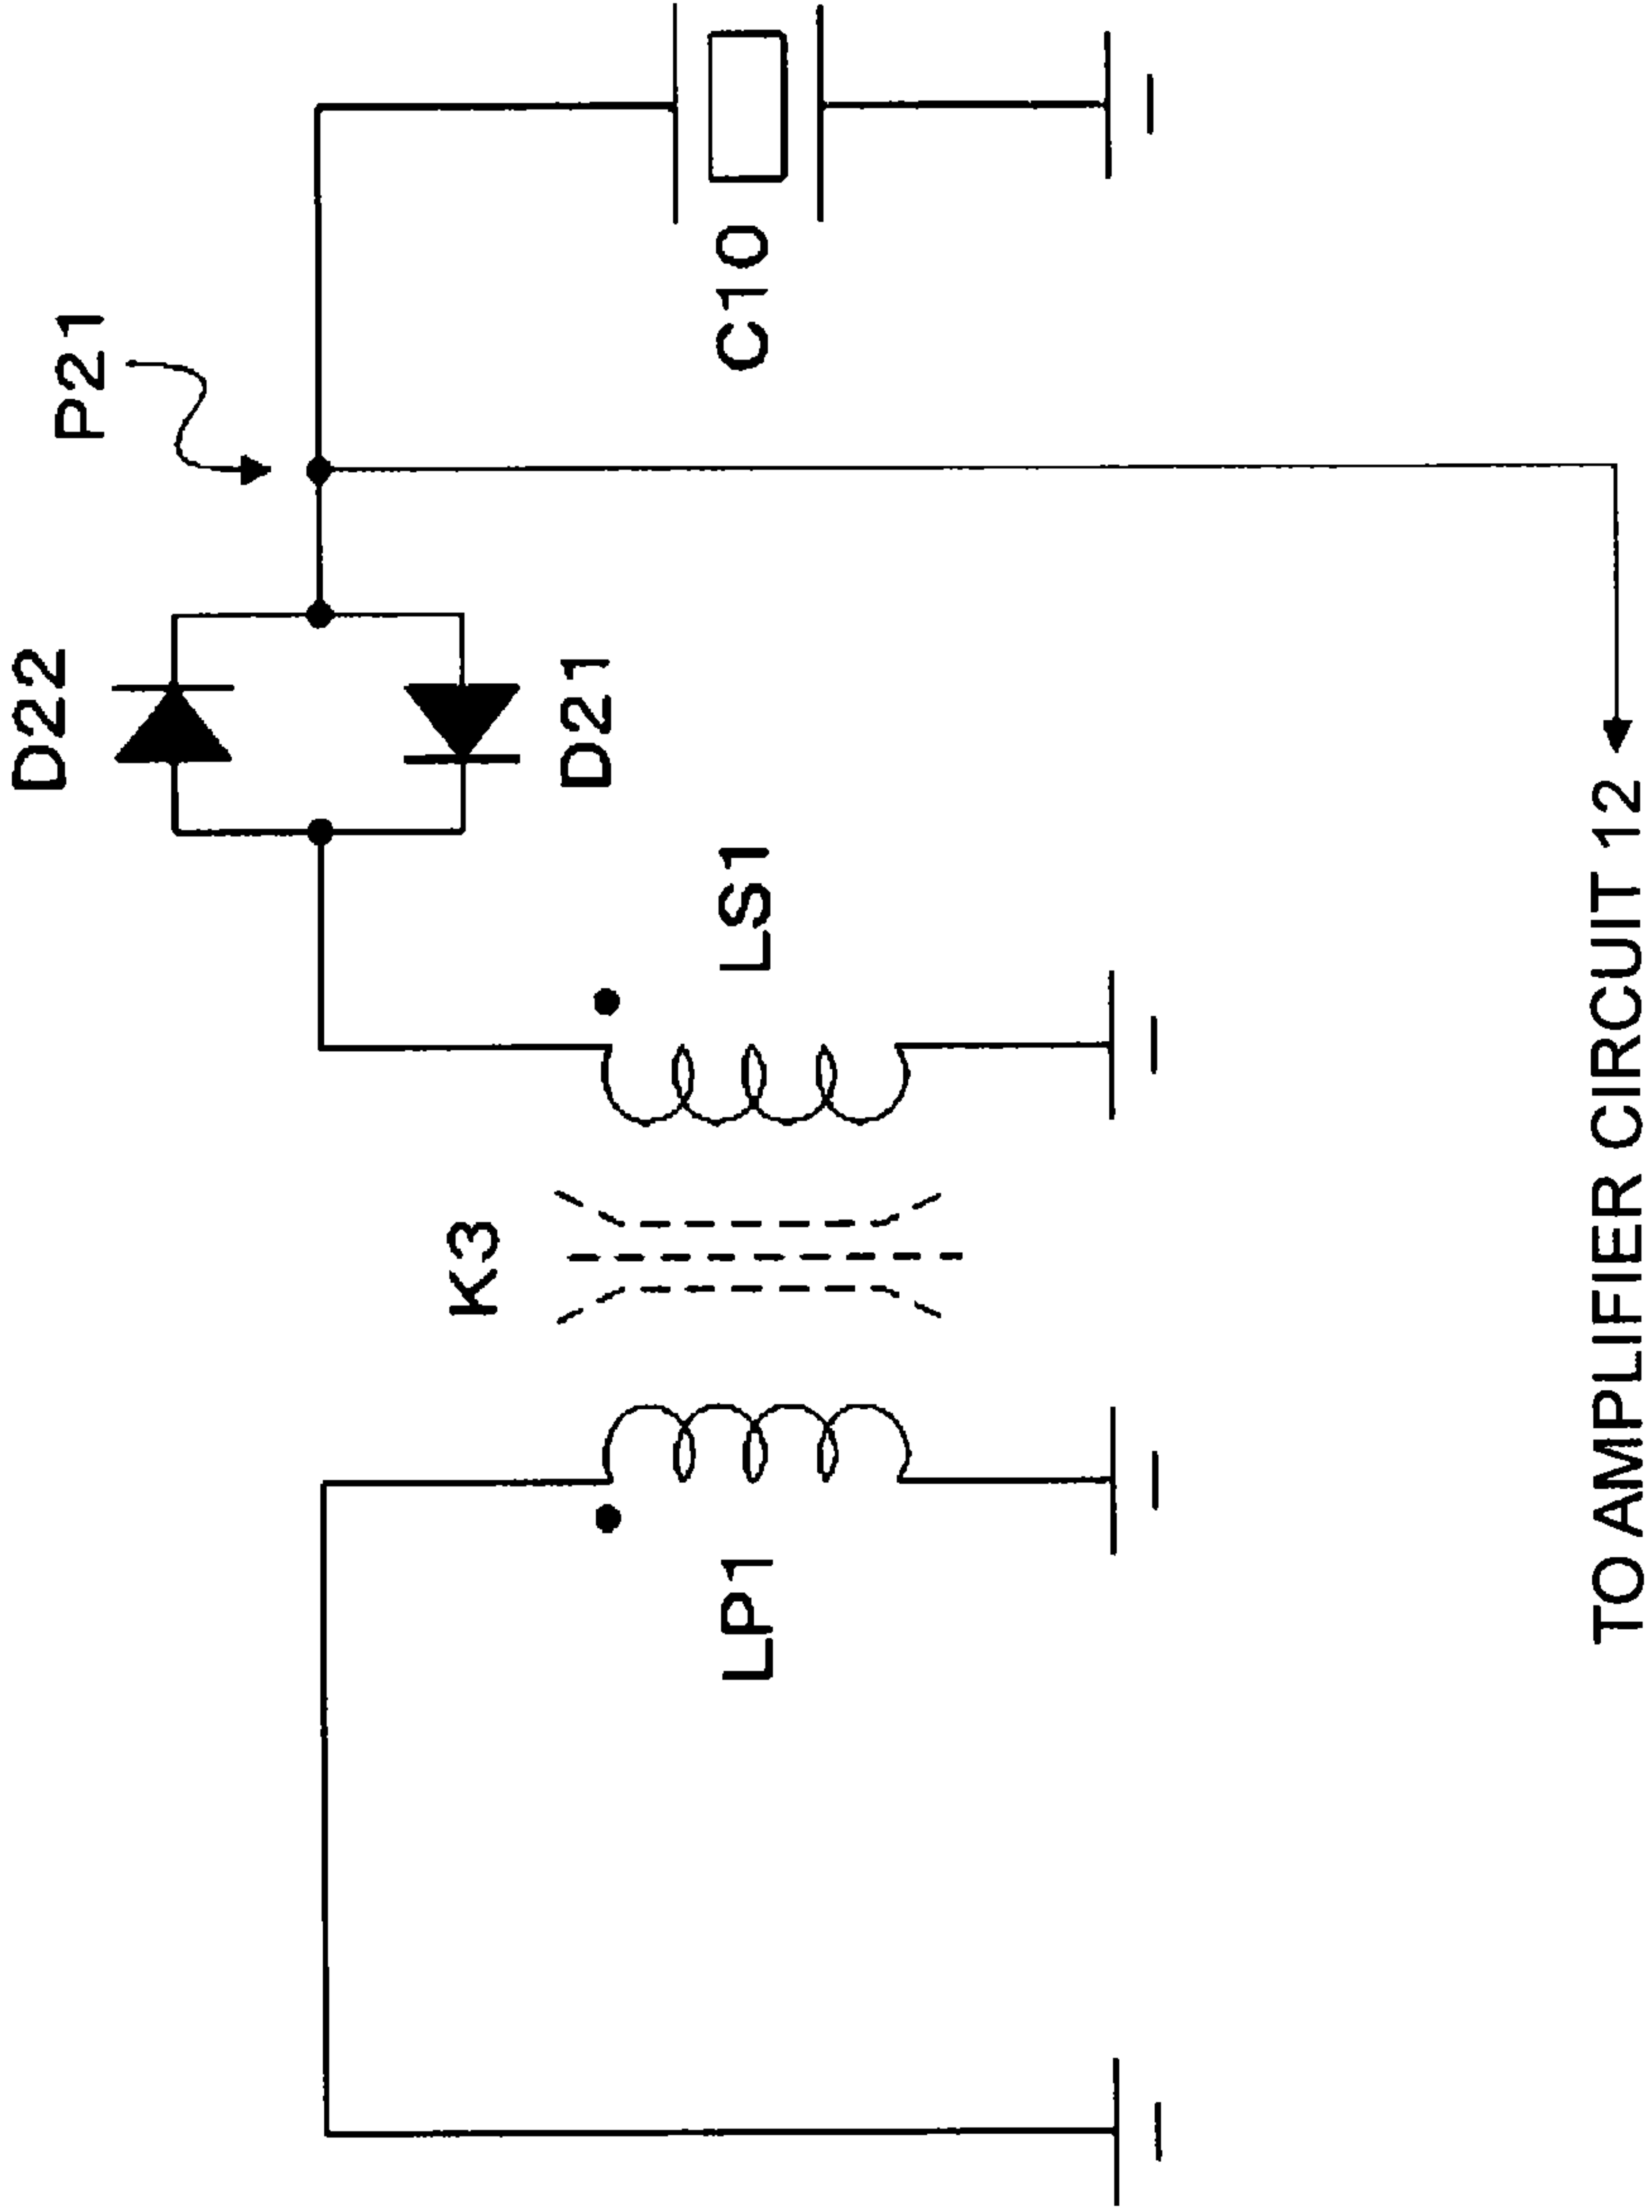 P21
D22
D21
C10
LS1
K3
LP1
TO AMPLIFIER CIRCUIT 12